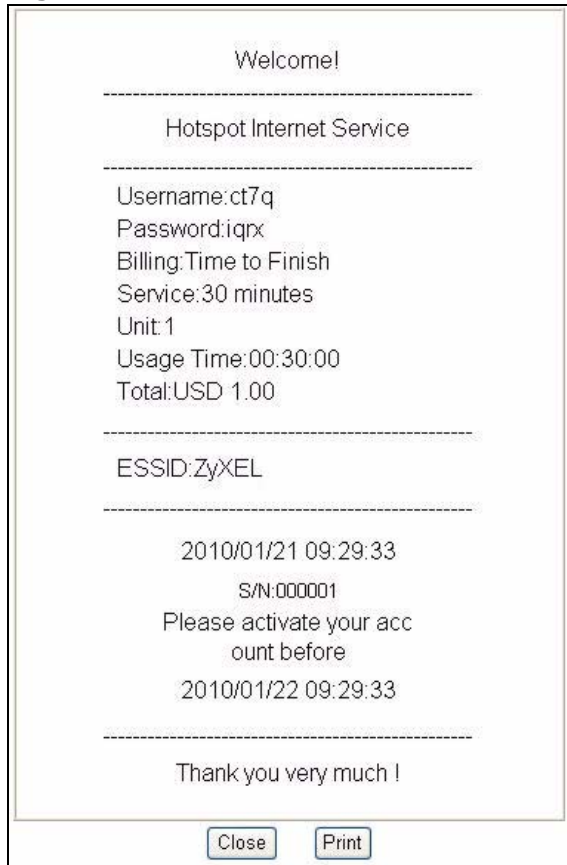 Welcome!
--------------------------------------------------
Hotspot Internet Service
--------------------------------------------------
Username:ct7q
Password:iqrx
Billing:Time to Finish
Service:30 minutes
Unit:1
Usage Time:00:30:00
Total:USD 1.00
--------------------------------------------------
ESSID:ZyXEL
--------------------------------------------------
2010/01/21 09:29:33
S/N:000001
Please activate your acc
ount before
2010/01/22 09:29:33
--------------------------------------------------
Thank you very much !
Close Print